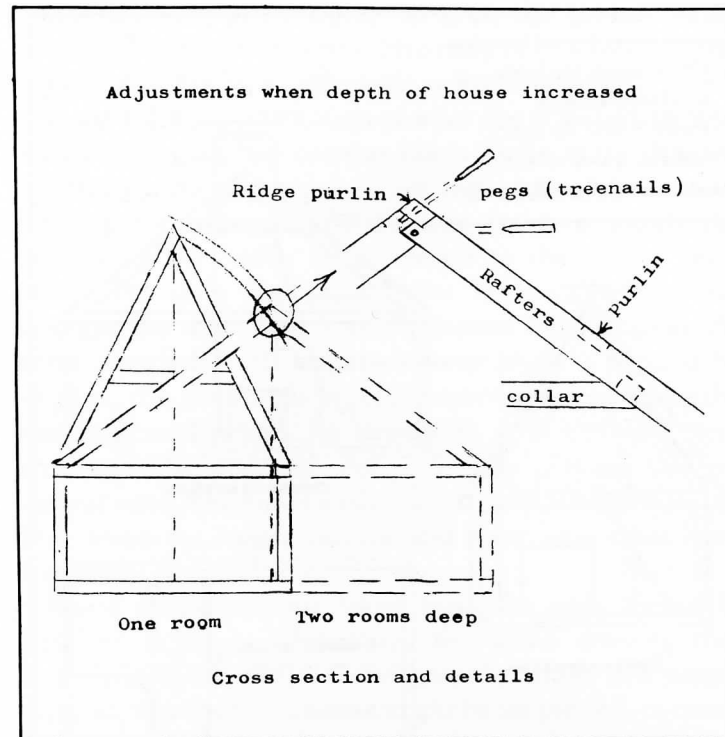 Adjustments when depth of house increased
Ridge purlin
pegs (treenails)
Rafters
Purlin
collar
One room
Two rooms deep
Cross section and details